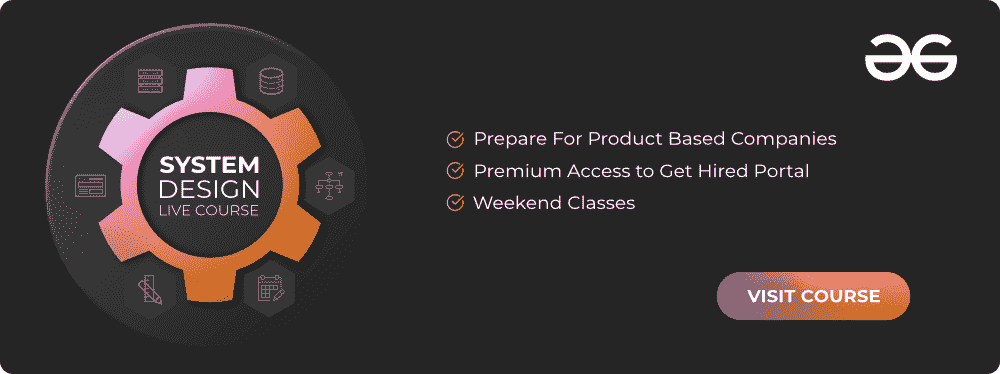 SYSTEM
DESIGN
LIVE COURSE
Prepare For Product Based Companies
Premium Access to Get Hired Portal
Weekend Classes
VISIT COURSE